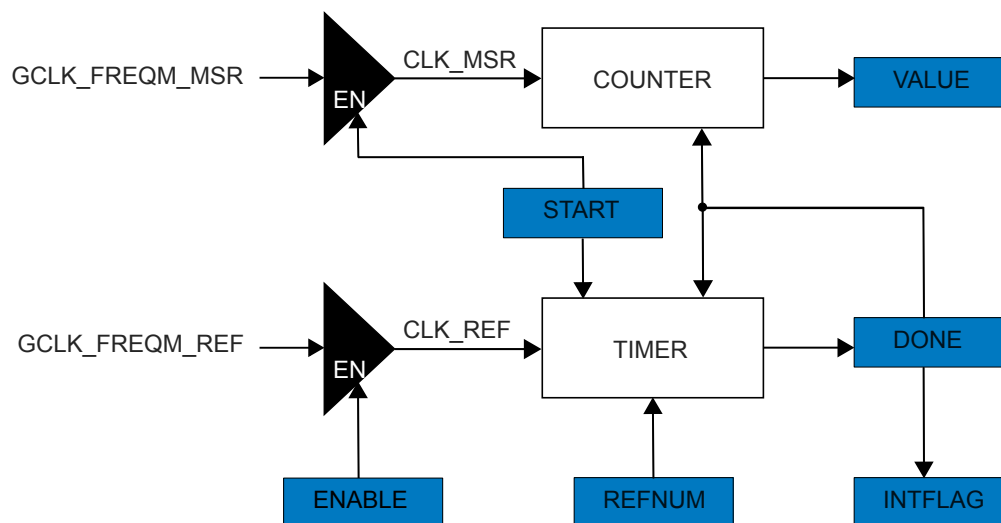 GCLK_FREQM_MSR
EN
CLK_MSR
COUNTER
VALUE
START
GCLK_FREQM_REF
EN
CLK_REF
TIMER
DONE
ENABLE
REFNUM
INTFLAG